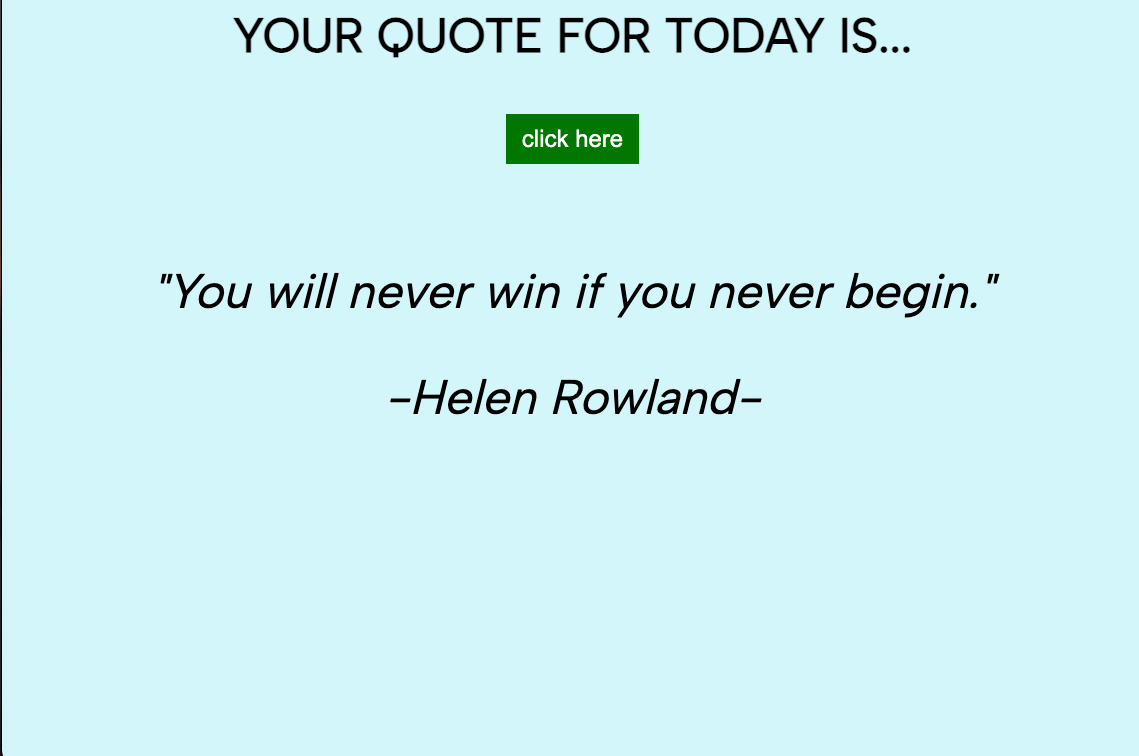 YOUR QUOTE FOR TODAY IS...
click here
"You will never win if you never begin."
-Helen Rowland-